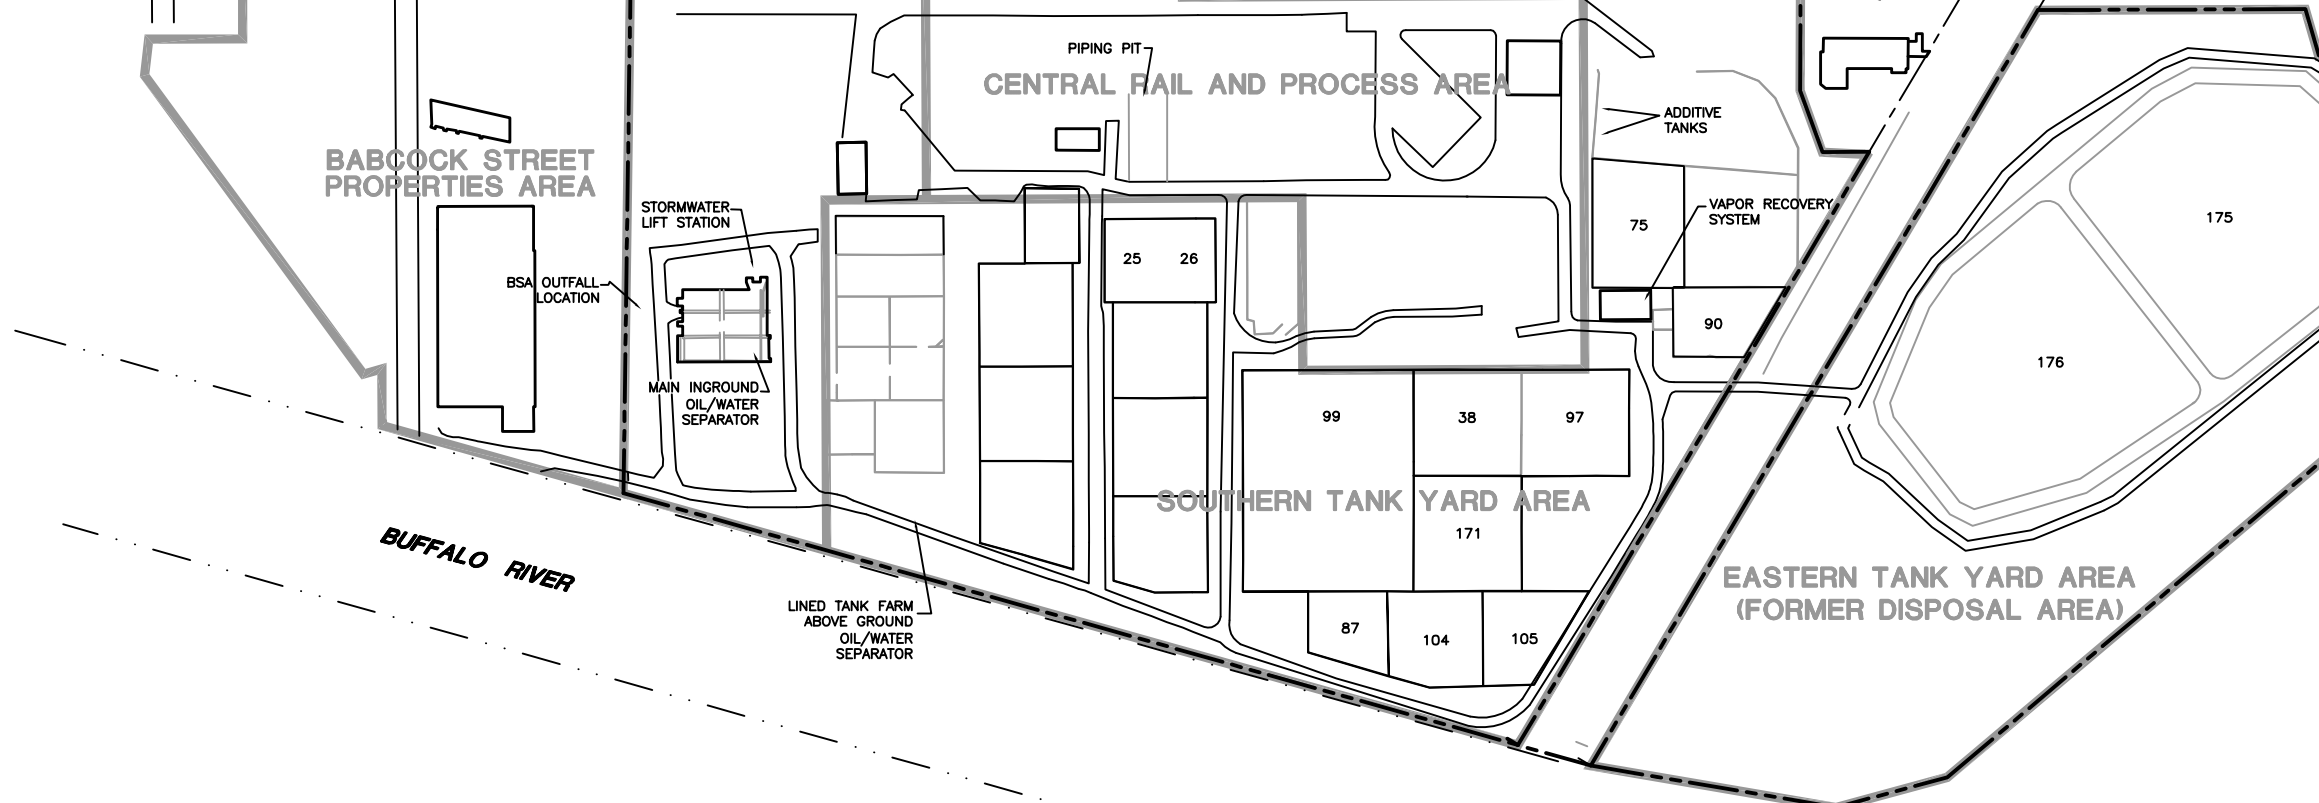 PIPING PIT
CENTRAL RAIL AND PROCESS AREA
ADDITIVE
TANKS
BABCOCK STREET
PROPERTIES AREA
STORMWATER
LIFT STATION
VAPOR RECOVERY
SYSTEM
75
175
25
26
BSA OUTFALL
LOCATION
90
176
MAIN INGROUND
OIL/WATER
SEPARATOR
99
38
97
SOUTHERN TANK YARD AREA
171
BUFFALO RIVER
EASTERN TANK YARD AREA
(FORMER DISPOSAL AREA)
LINED TANK FARM
ABOVE GROUND
OIL/WATER
SEPARATOR
87
104
105